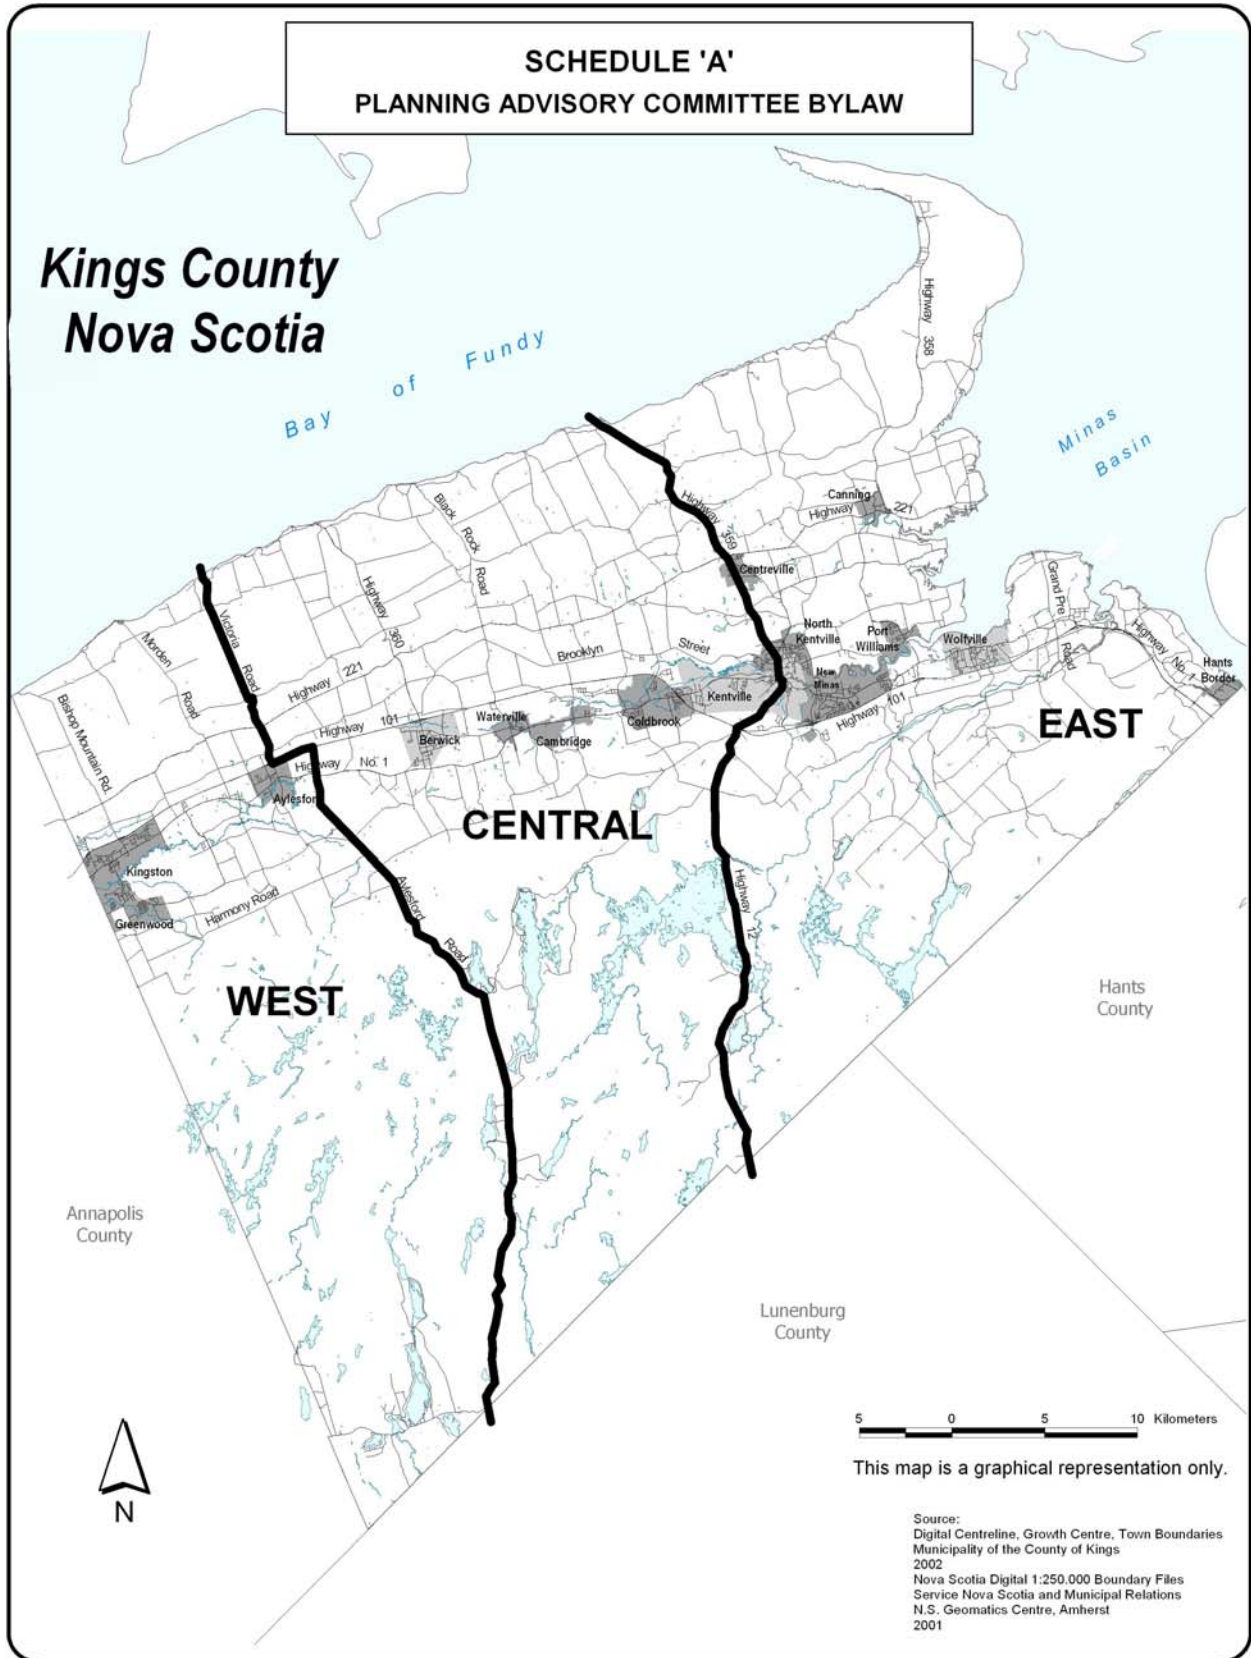 SCHEDULE 'A'
PLANNING ADVISORY COMMITTEE BYLAW
Kings County
Nova Scotia
Bay of Fundy
Minas
Basin
Highway 358
Canning
Highway 221
Highway 359
Centreville
Black Rock Road
Highway 360
Victoria Road
Morden Road
Bishop Mountain Rd.
Highway 221
Brooklyn Street
North
Kentville
Port
Williams
Wolfville
Grand Pre Road
Highway No. 1
Hants
Border
New
Minas
Kentville
Highway 101
EAST
Highway 101
Berwick
Waterville
Cambridge
Coldbrook
Highway No. 1
Aylesford
CENTRAL
Kingston
Greenwood
Harmony Road
Aylesford Road
Highway 12
WEST
Hants
County
Annapolis
County
Lunenburg
County
N
5 0 5 10 Kilometers
This map is a graphical representation only.
Source:
Digital Centreline, Growth Centre, Town Boundaries
Municipality of the County of Kings
2002
Nova Scotia Digital 1:250.000 Boundary Files
Service Nova Scotia and Municipal Relations
N.S. Geomatics Centre, Amherst
2001